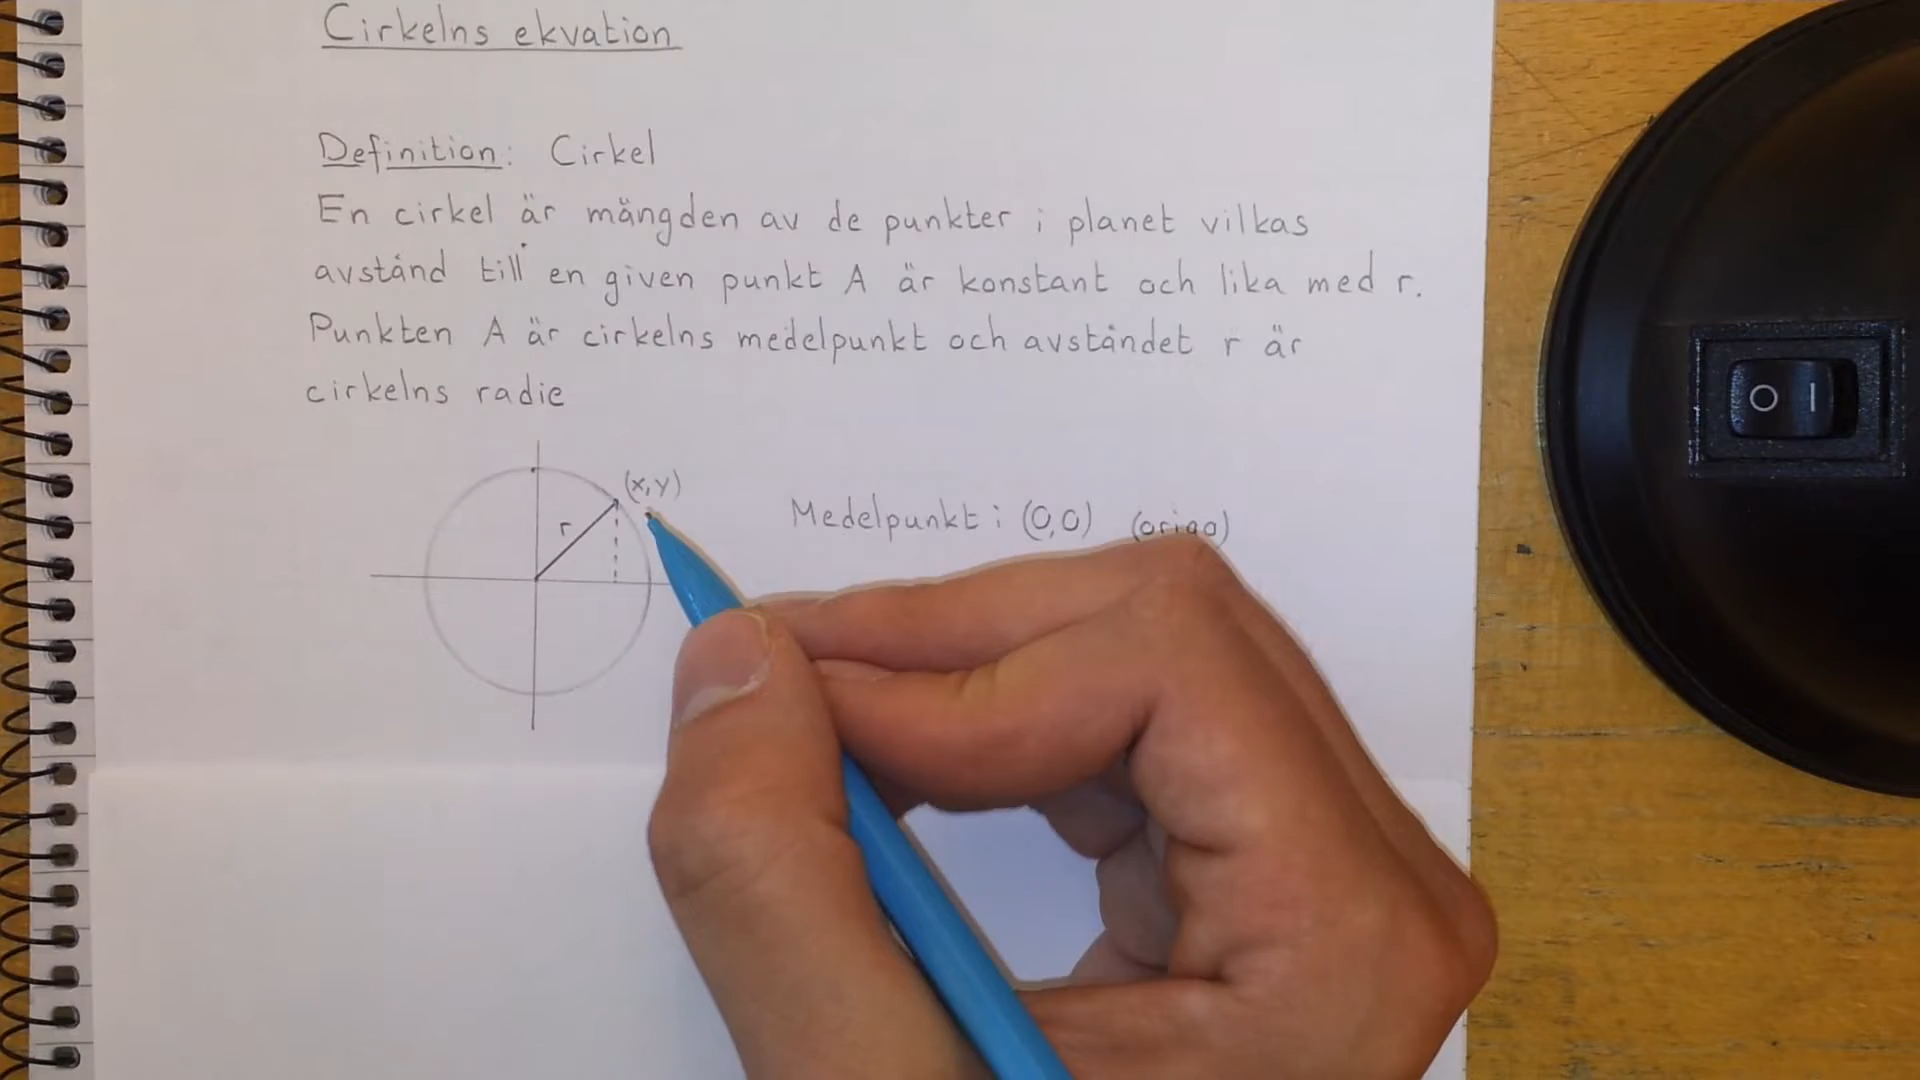 Cirkelns ekvation
Definition: Cirkel
En cirkel är mängden av de punkter i planet vilkas
avstånd till en given punkt A är konstant och lika med r.
Punkten A är cirkelns medelpunkt och avståndet r är
cirkelns radie
(x,y)
r
Medelpunkt i (0,0) (origo)
O I